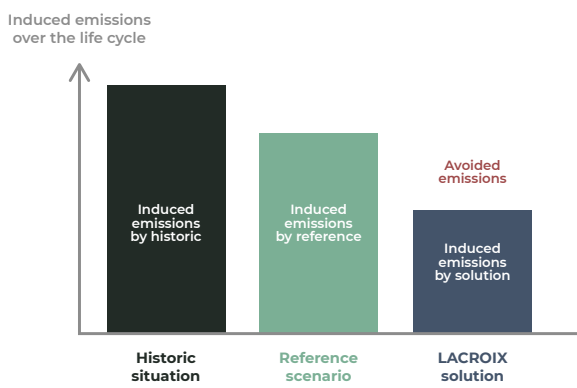 Induced emissions
over the life cycle
Avoided
emissions
Induced
emissions
by historic
Induced
emissions
by reference
Induced
emissions
by solution
Historic
situation
Reference
scenario
LACROIX
solution